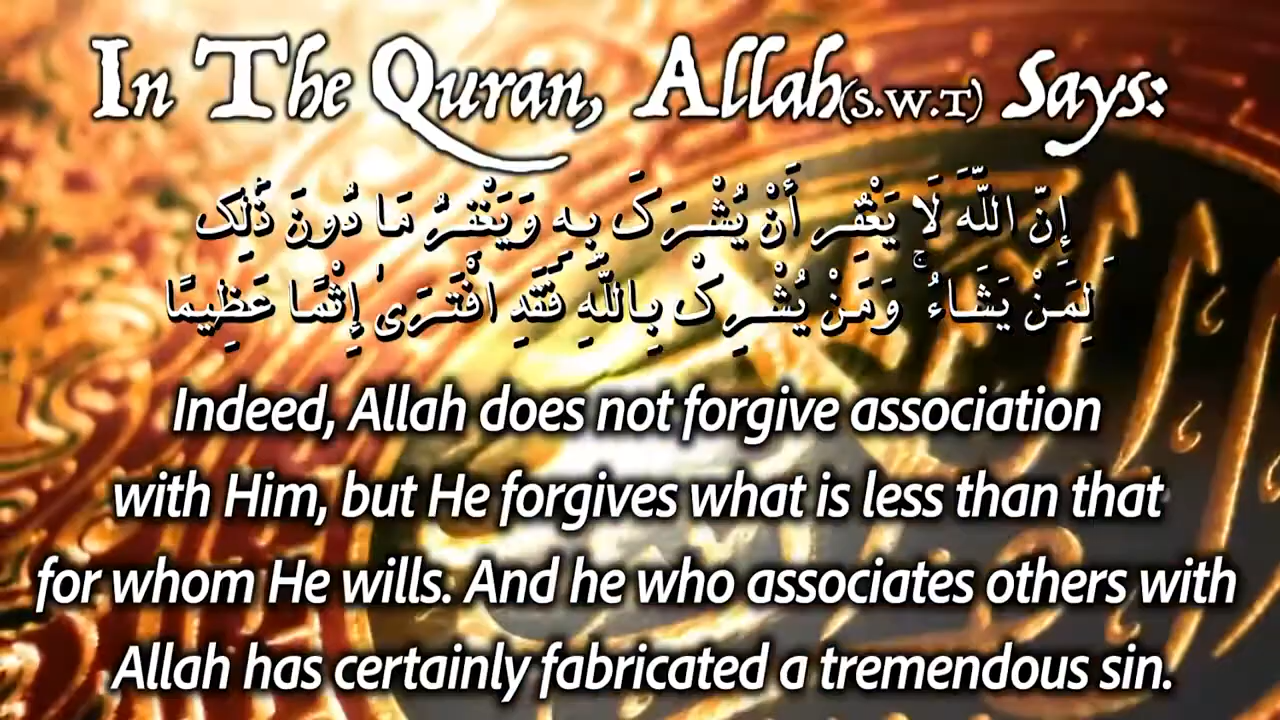 In The Quran, Allah(S.W.T) Says:
إِنَّ اللَّهَ لَا يَغْفِرُ أَنْ يُشْرَكَ بِهِ وَيَغْفِرُ مَا دُونَ ذَٰلِكَ
لِمَنْ يَشَاءُ ۚ وَمَنْ يُشْرِكْ بِاللَّهِ فَقَدِ افْتَرَىٰ إِثْمًا عَظِيمًا
Indeed, Allah does not forgive association
with Him, but He forgives what is less than that
for whom He wills. And he who associates others with
Allah has certainly fabricated a tremendous sin.